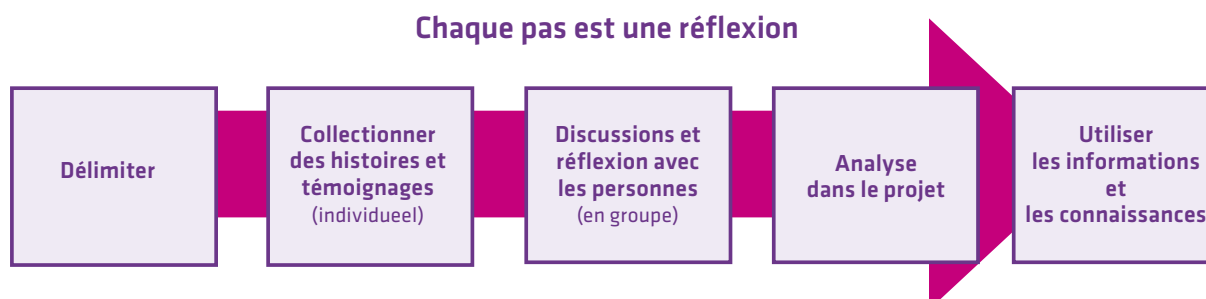 Chaque pas est une réflexion
Délimiter
Collectionner
des histoires et
témoignages
(individueel)
Discussions et
réflexion avec
les personnes
(en groupe)
Analyse
dans le projet
Utiliser
les informations
et
les connaissances